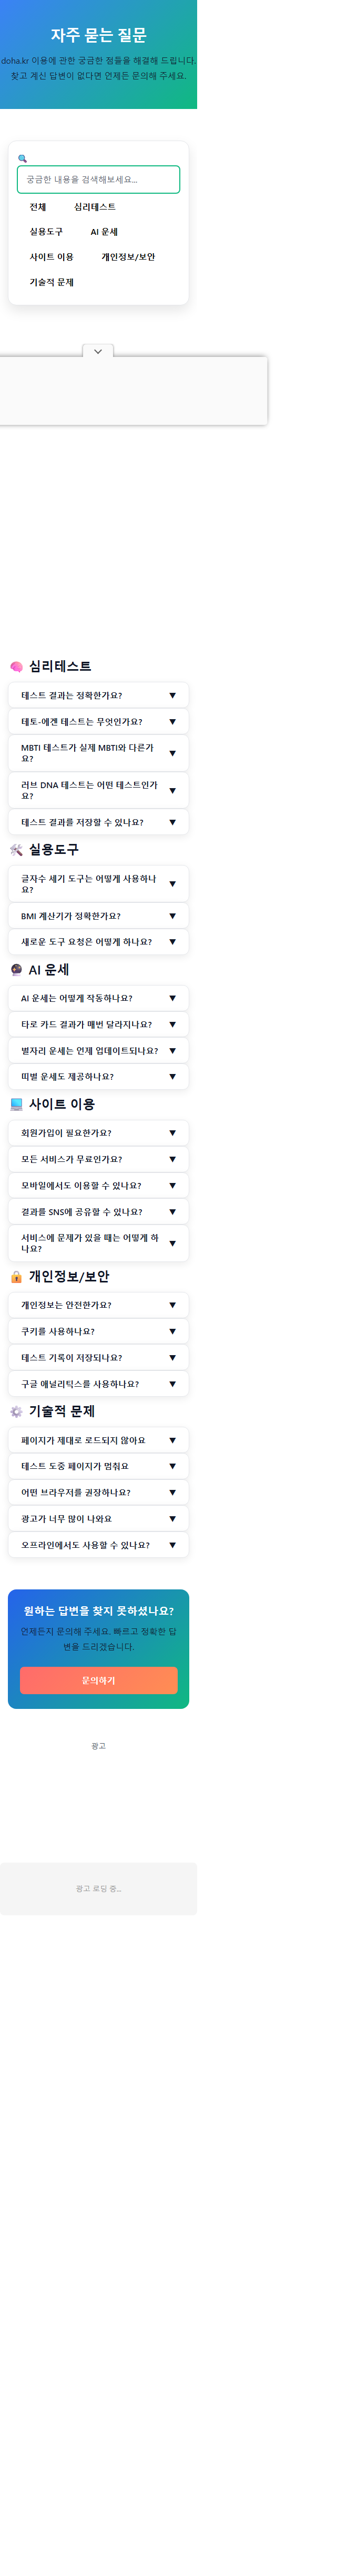 자주 묻는 질문
doha.kr 이용에 관한 궁금한 점들을 해결해 드립니다.
찾고 계신 답변이 없다면 언제든 문의해 주세요.
궁금한 내용을 검색해보세요...
전체 심리테스트
실용도구 AI 운세
사이트 이용 개인정보/보안
기술적 문제
심리테스트
테스트 결과는 정확한가요? ▼
테토-에겐 테스트는 무엇인가요? ▼
MBTI 테스트가 실제 MBTI와 다른가
요? ▼
러브 DNA 테스트는 어떤 테스트인가
요? ▼
테스트 결과를 저장할 수 있나요? ▼
실용도구
글자수 세기 도구는 어떻게 사용하나
요? ▼
BMI 계산기가 정확한가요? ▼
새로운 도구 요청은 어떻게 하나요? ▼
AI 운세
AI 운세는 어떻게 작동하나요? ▼
타로 카드 결과가 매번 달라지나요? ▼
별자리 운세는 언제 업데이트되나요? ▼
띠별 운세도 제공하나요? ▼
사이트 이용
회원가입이 필요한가요? ▼
모든 서비스가 무료인가요? ▼
모바일에서도 이용할 수 있나요? ▼
결과를 SNS에 공유할 수 있나요? ▼
서비스에 문제가 있을 때는 어떻게 하
나요? ▼
개인정보/보안
개인정보는 안전한가요? ▼
쿠키를 사용하나요? ▼
테스트 기록이 저장되나요? ▼
구글 애널리틱스를 사용하나요? ▼
기술적 문제
페이지가 제대로 로드되지 않아요 ▼
테스트 도중 페이지가 멈춰요 ▼
어떤 브라우저를 권장하나요? ▼
광고가 너무 많이 나와요 ▼
오프라인에서도 사용할 수 있나요? ▼
원하는 답변을 찾지 못하셨나요?
언제든지 문의해 주세요. 빠르고 정확한 답
변을 드리겠습니다.
문의하기
광고
광고 로딩 중...